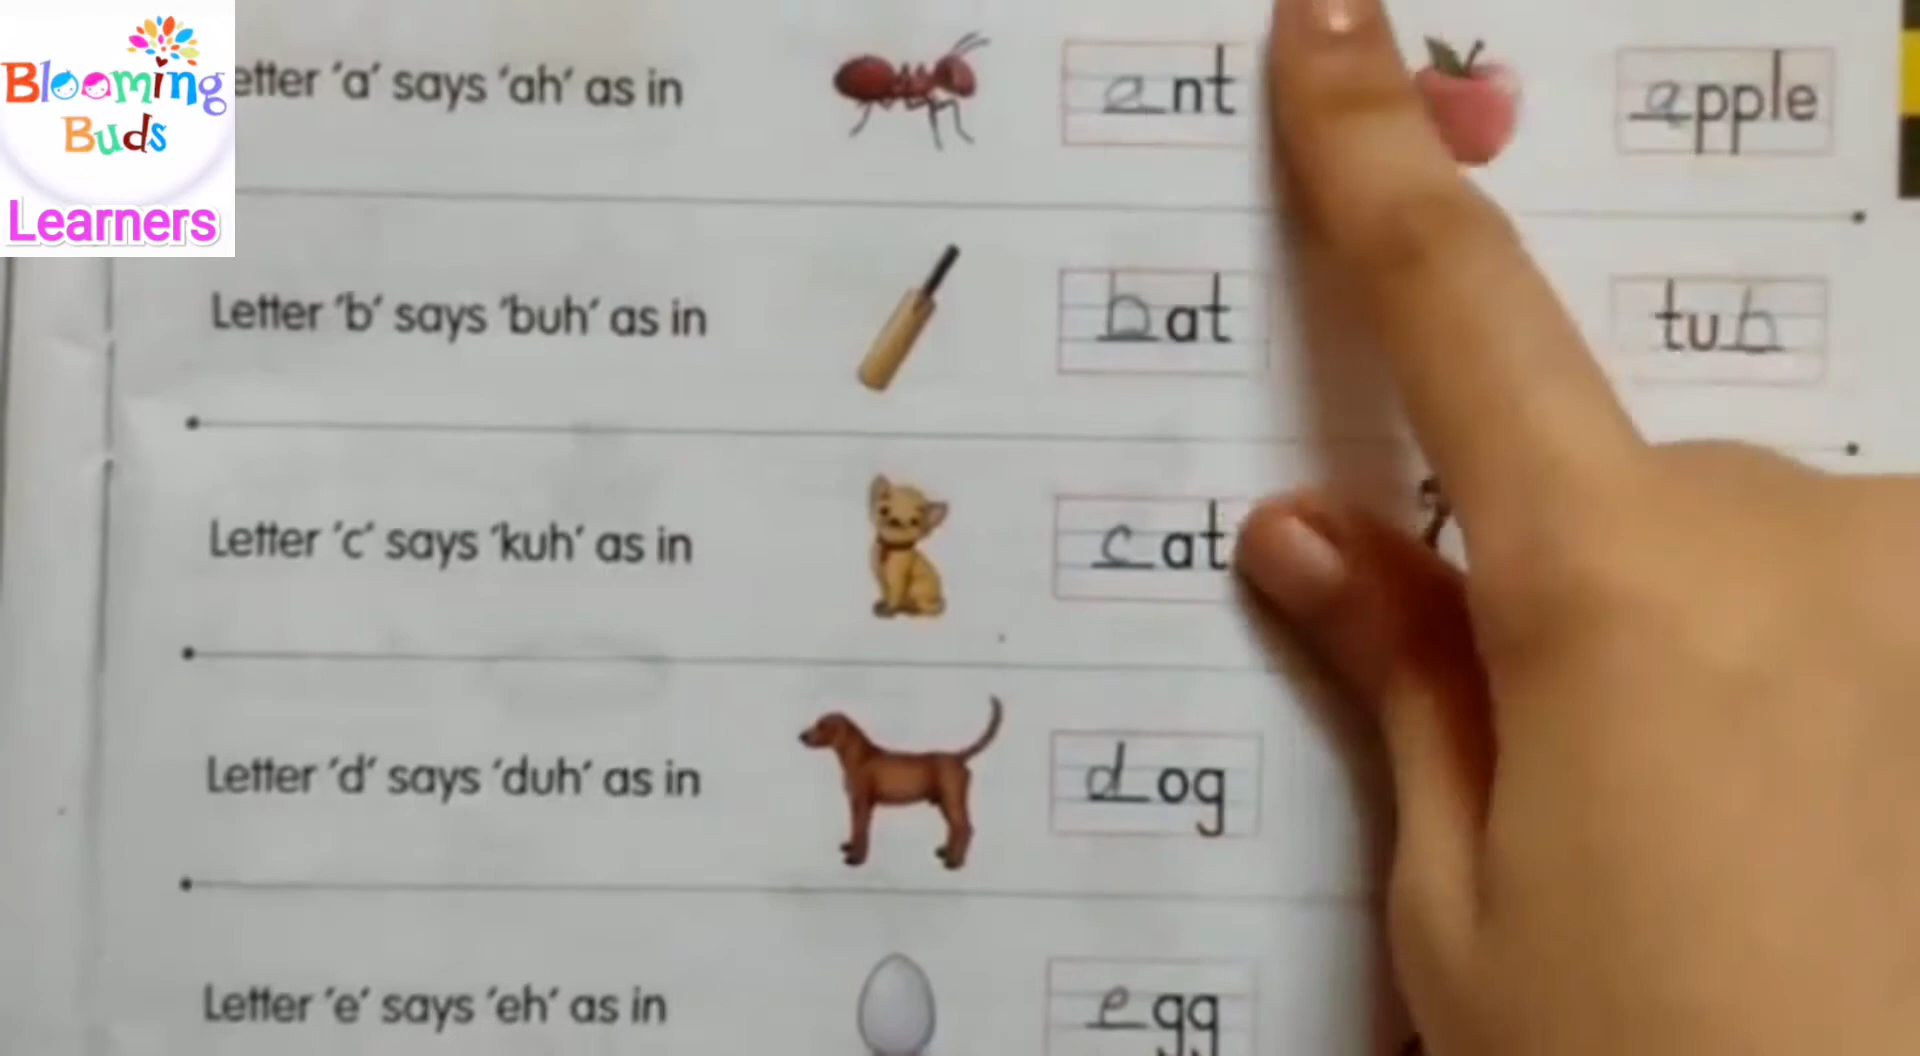 Blooming
Buds
Learners
etter 'a' says 'ah' as in ant apple
Letter 'b' says 'buh' as in bat tub
Letter 'c' says 'kuh' as in cat
Letter 'd' says 'duh' as in dog
Letter 'e' says 'eh' as in egg